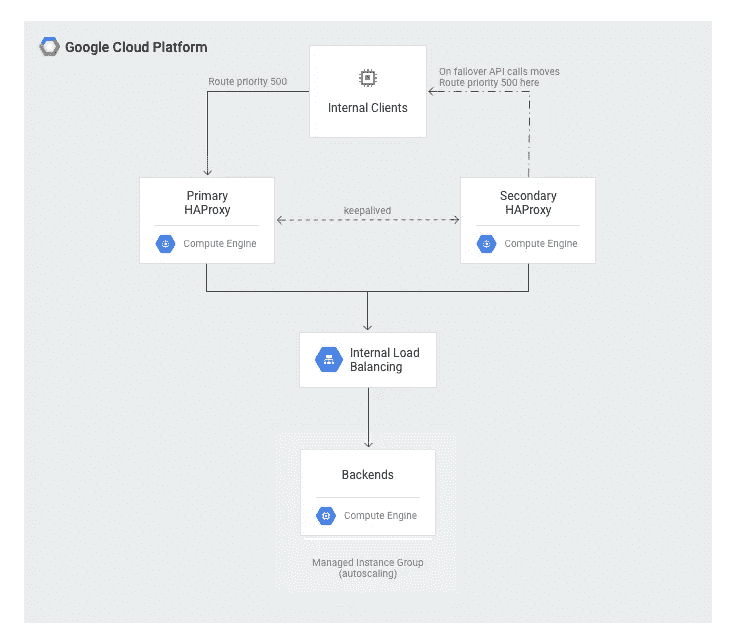 Google Cloud Platform
Route priority 500
Internal Clients
On failover API calls moves
Route priority 500 here
Primary
HAProxy
Compute Engine
keepalived
Secondary
HAProxy
Compute Engine
Internal Load
Balancing
Backends
Compute Engine
Managed Instance Group
(autoscaling)